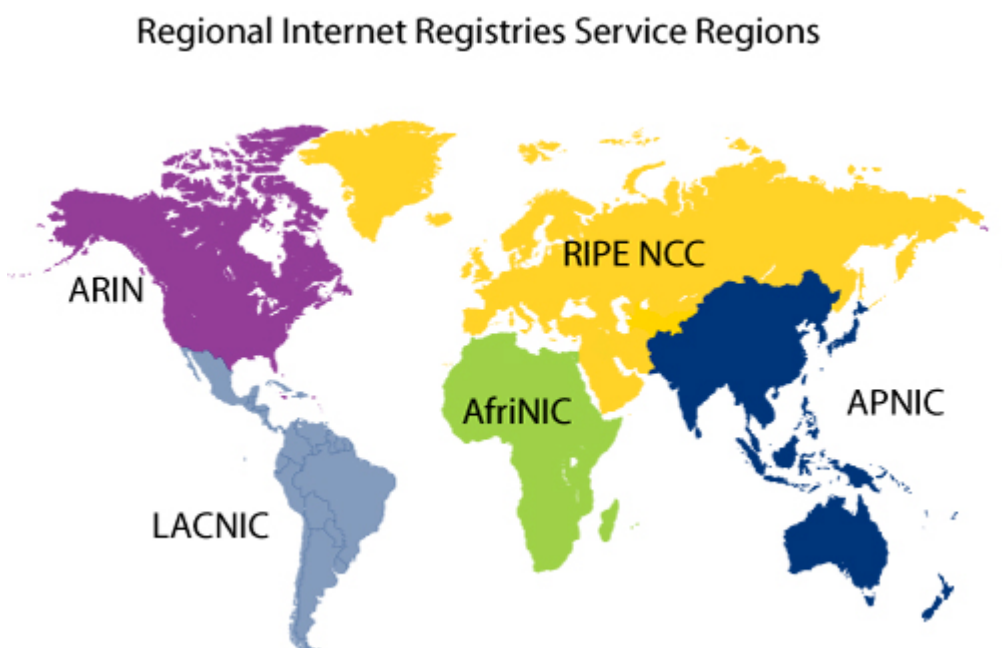 Regional Internet Registries Service Regions
RIPE NCC
ARIN
AfriNIC
APNIC
LACNIC